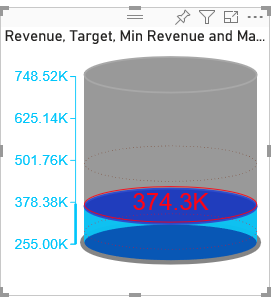 Revenue, Target, Min Revenue and Ma...
748.52K
625.14K
501.76K
378.38K
374.3K
255.00K